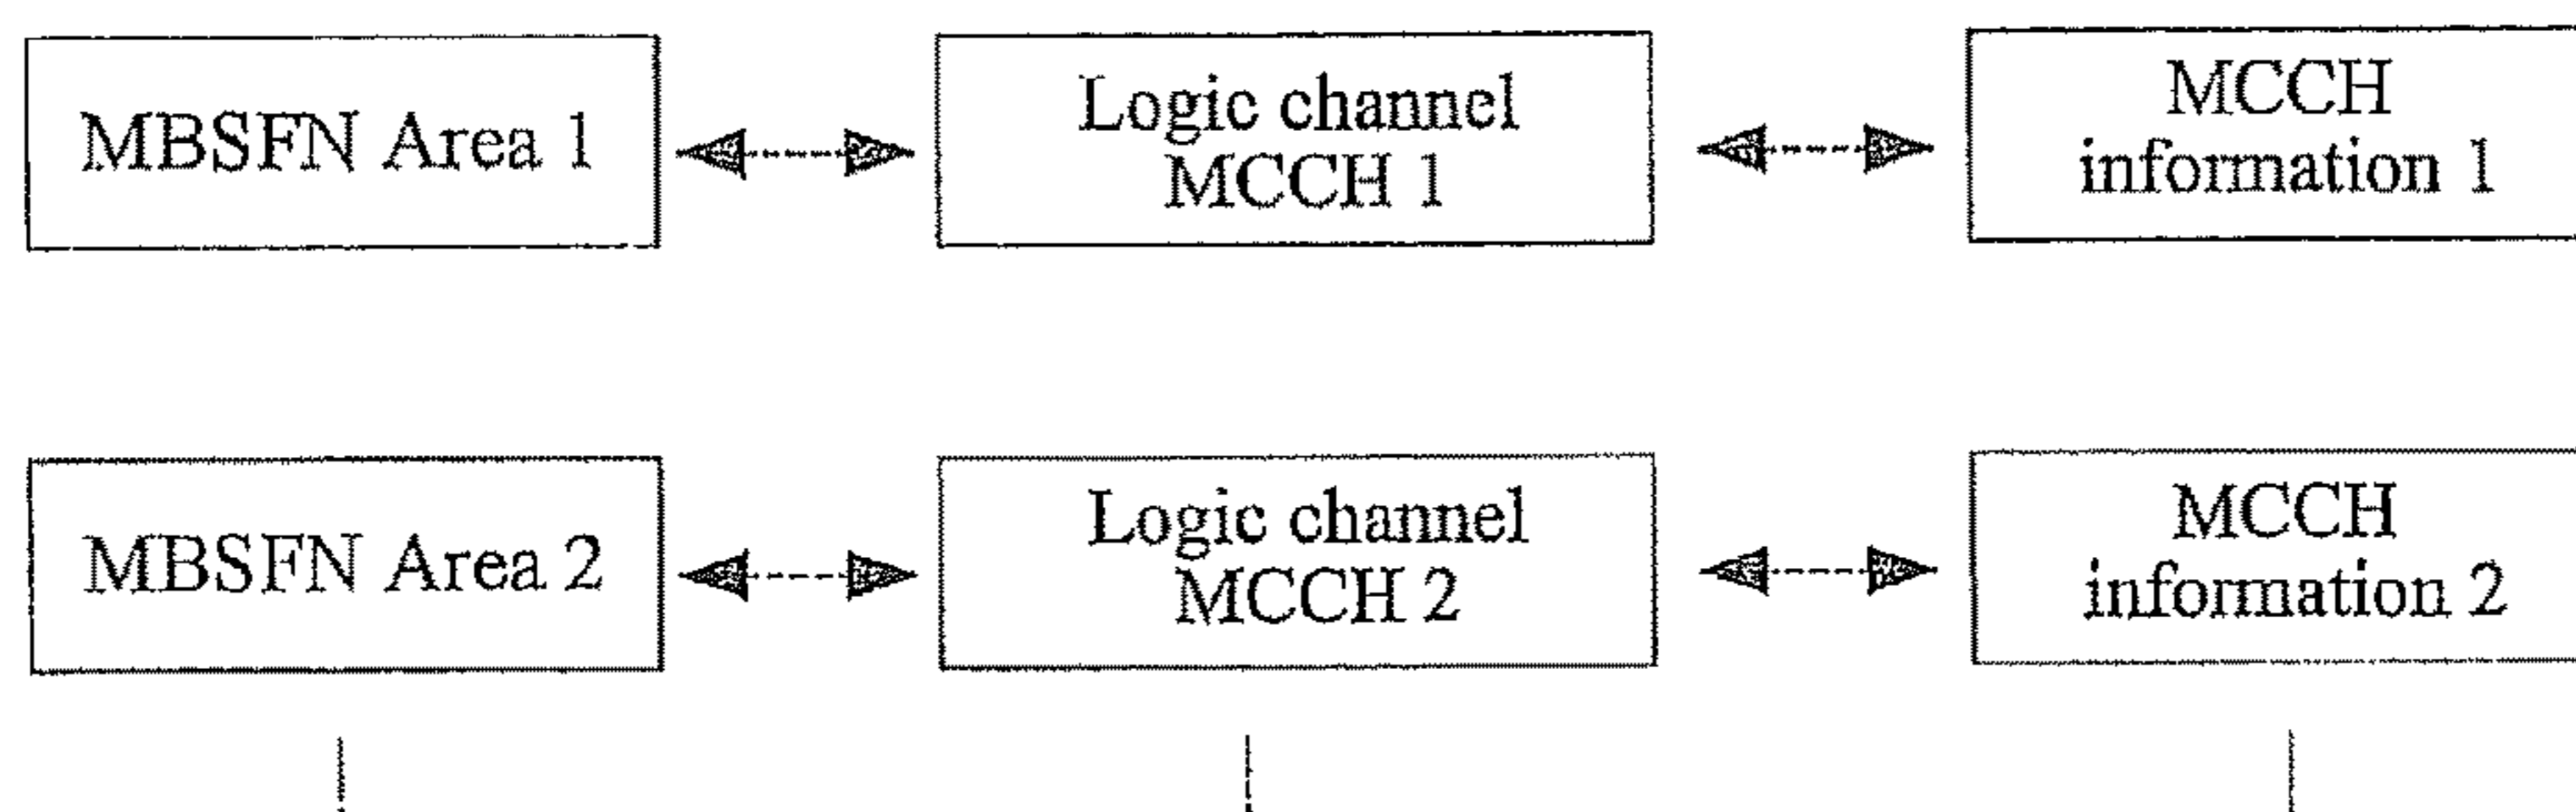 MBSFN Area 1
Logic channel
MCCH 1
MCCH
information 1
MBSFN Area 2
Logic channel
MCCH 2
MCCH
information 2